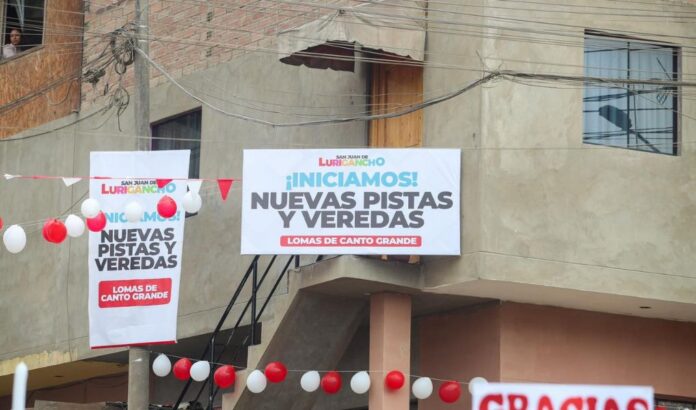 SAN JUAN DE
LURIGANCHO
¡INICIAMOS!
NUEVAS
PISTAS Y
VEREDAS
LOMAS DE
CANTO GRANDE
SAN JUAN DE
LURIGANCHO
¡INICIAMOS!
NUEVAS PISTAS
Y VEREDAS
LOMAS DE CANTO GRANDE
GRACIAS